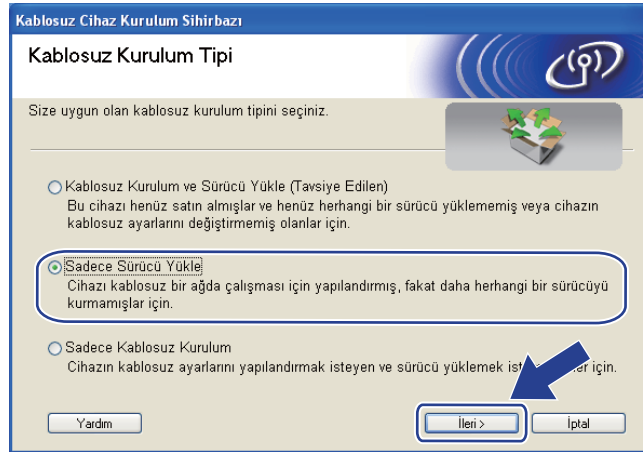 Kablosuz Cihaz Kurulum Sihirbazı
Kablosuz Kurulum Tipi
Size uygun olan kablosuz kurulum tipini seçiniz.
Kablosuz Kurulum ve Sürücü Yükle (Tavsiye Edilen)
Bu cihazı henüz satın almışlar ve henüz herhangi bir sürücü yüklememiş veya cihazın
kablosuz ayarlarını değiştirmemiş olanlar için.
Sadece Sürücü Yükle
Cihazı kablosuz bir ağda çalışması için yapılandırmış, fakat daha herhangi bir sürücüyü
kurmamışlar için.
Sadece Kablosuz Kurulum
Cihazın kablosuz ayarlarını yapılandırmak isteyen ve sürücü yüklemek için.
Yardım
İleri >
İptal